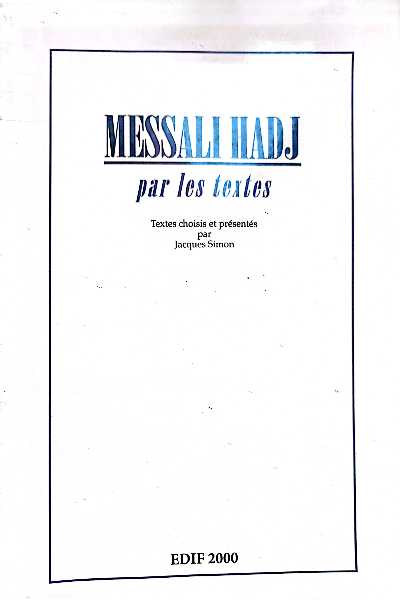 MESSALI HADJ
par les textes
Textes choisis et présentés
par
Jacques Simon
EDIF 2000